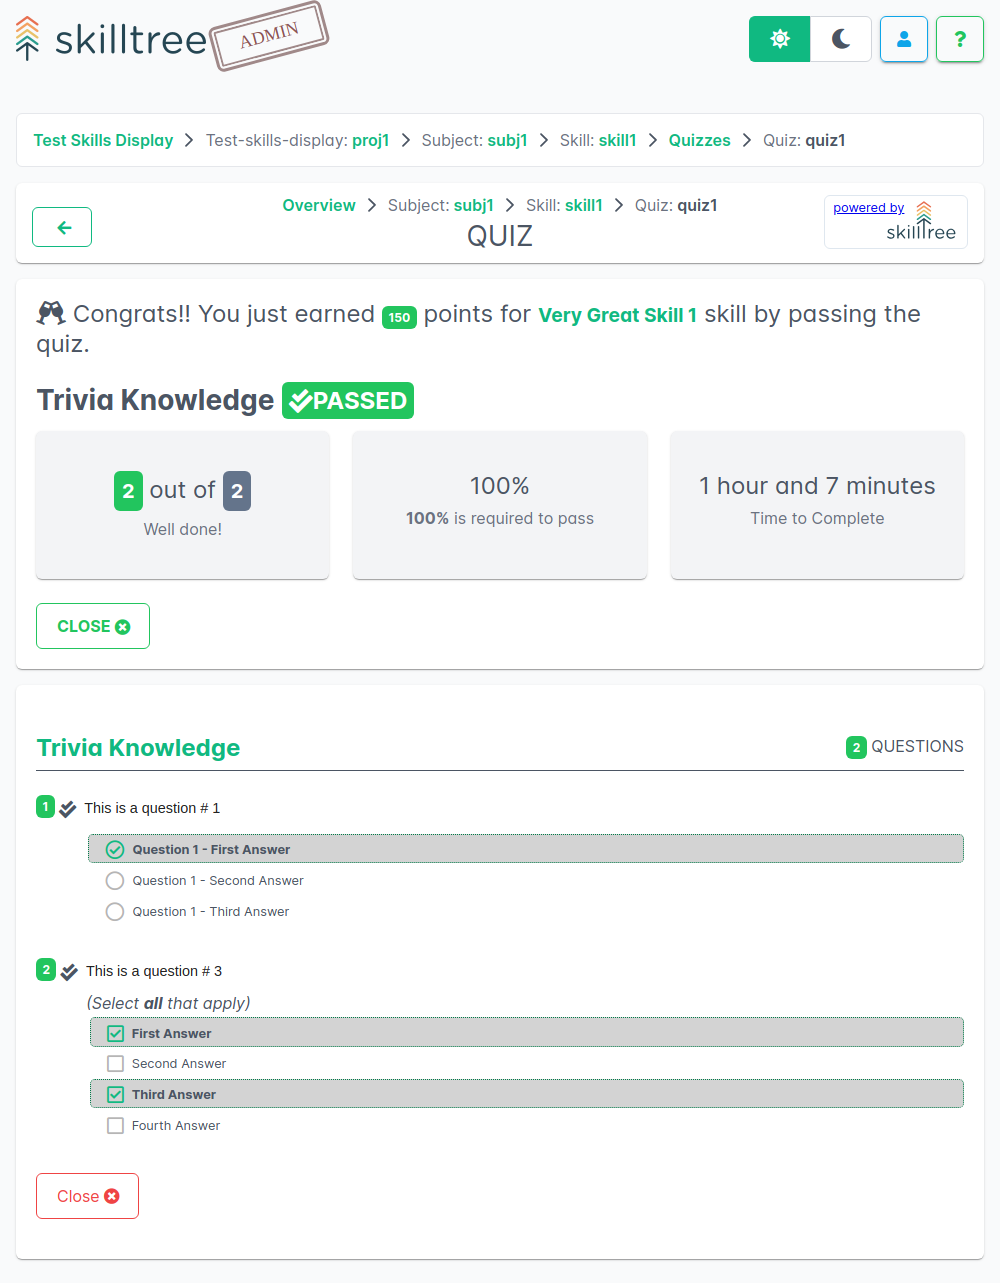 skilltree ADMIN ?
Test Skills Display Test-skills-display: proj1 Subject: subj1 Skill: skill1 Quizzes Quiz: quiz1
Overview Subject: subj1 Skill: skill1 Quiz: quiz1
QUIZ
powered by
skilltree
Congrats!! You just earned 150 points for Very Great Skill 1 skill by passing the
quiz.
Trivia Knowledge PASSED
2 out of 2
Well done!
100%
100% is required to pass
1 hour and 7 minutes
Time to Complete
CLOSE
Trivia Knowledge 2 QUESTIONS
1 This is a question # 1
Question 1 - First Answer
Question 1 - Second Answer
Question 1 - Third Answer
2 This is a question # 3
(Select all that apply)
First Answer
Second Answer
Third Answer
Fourth Answer
Close